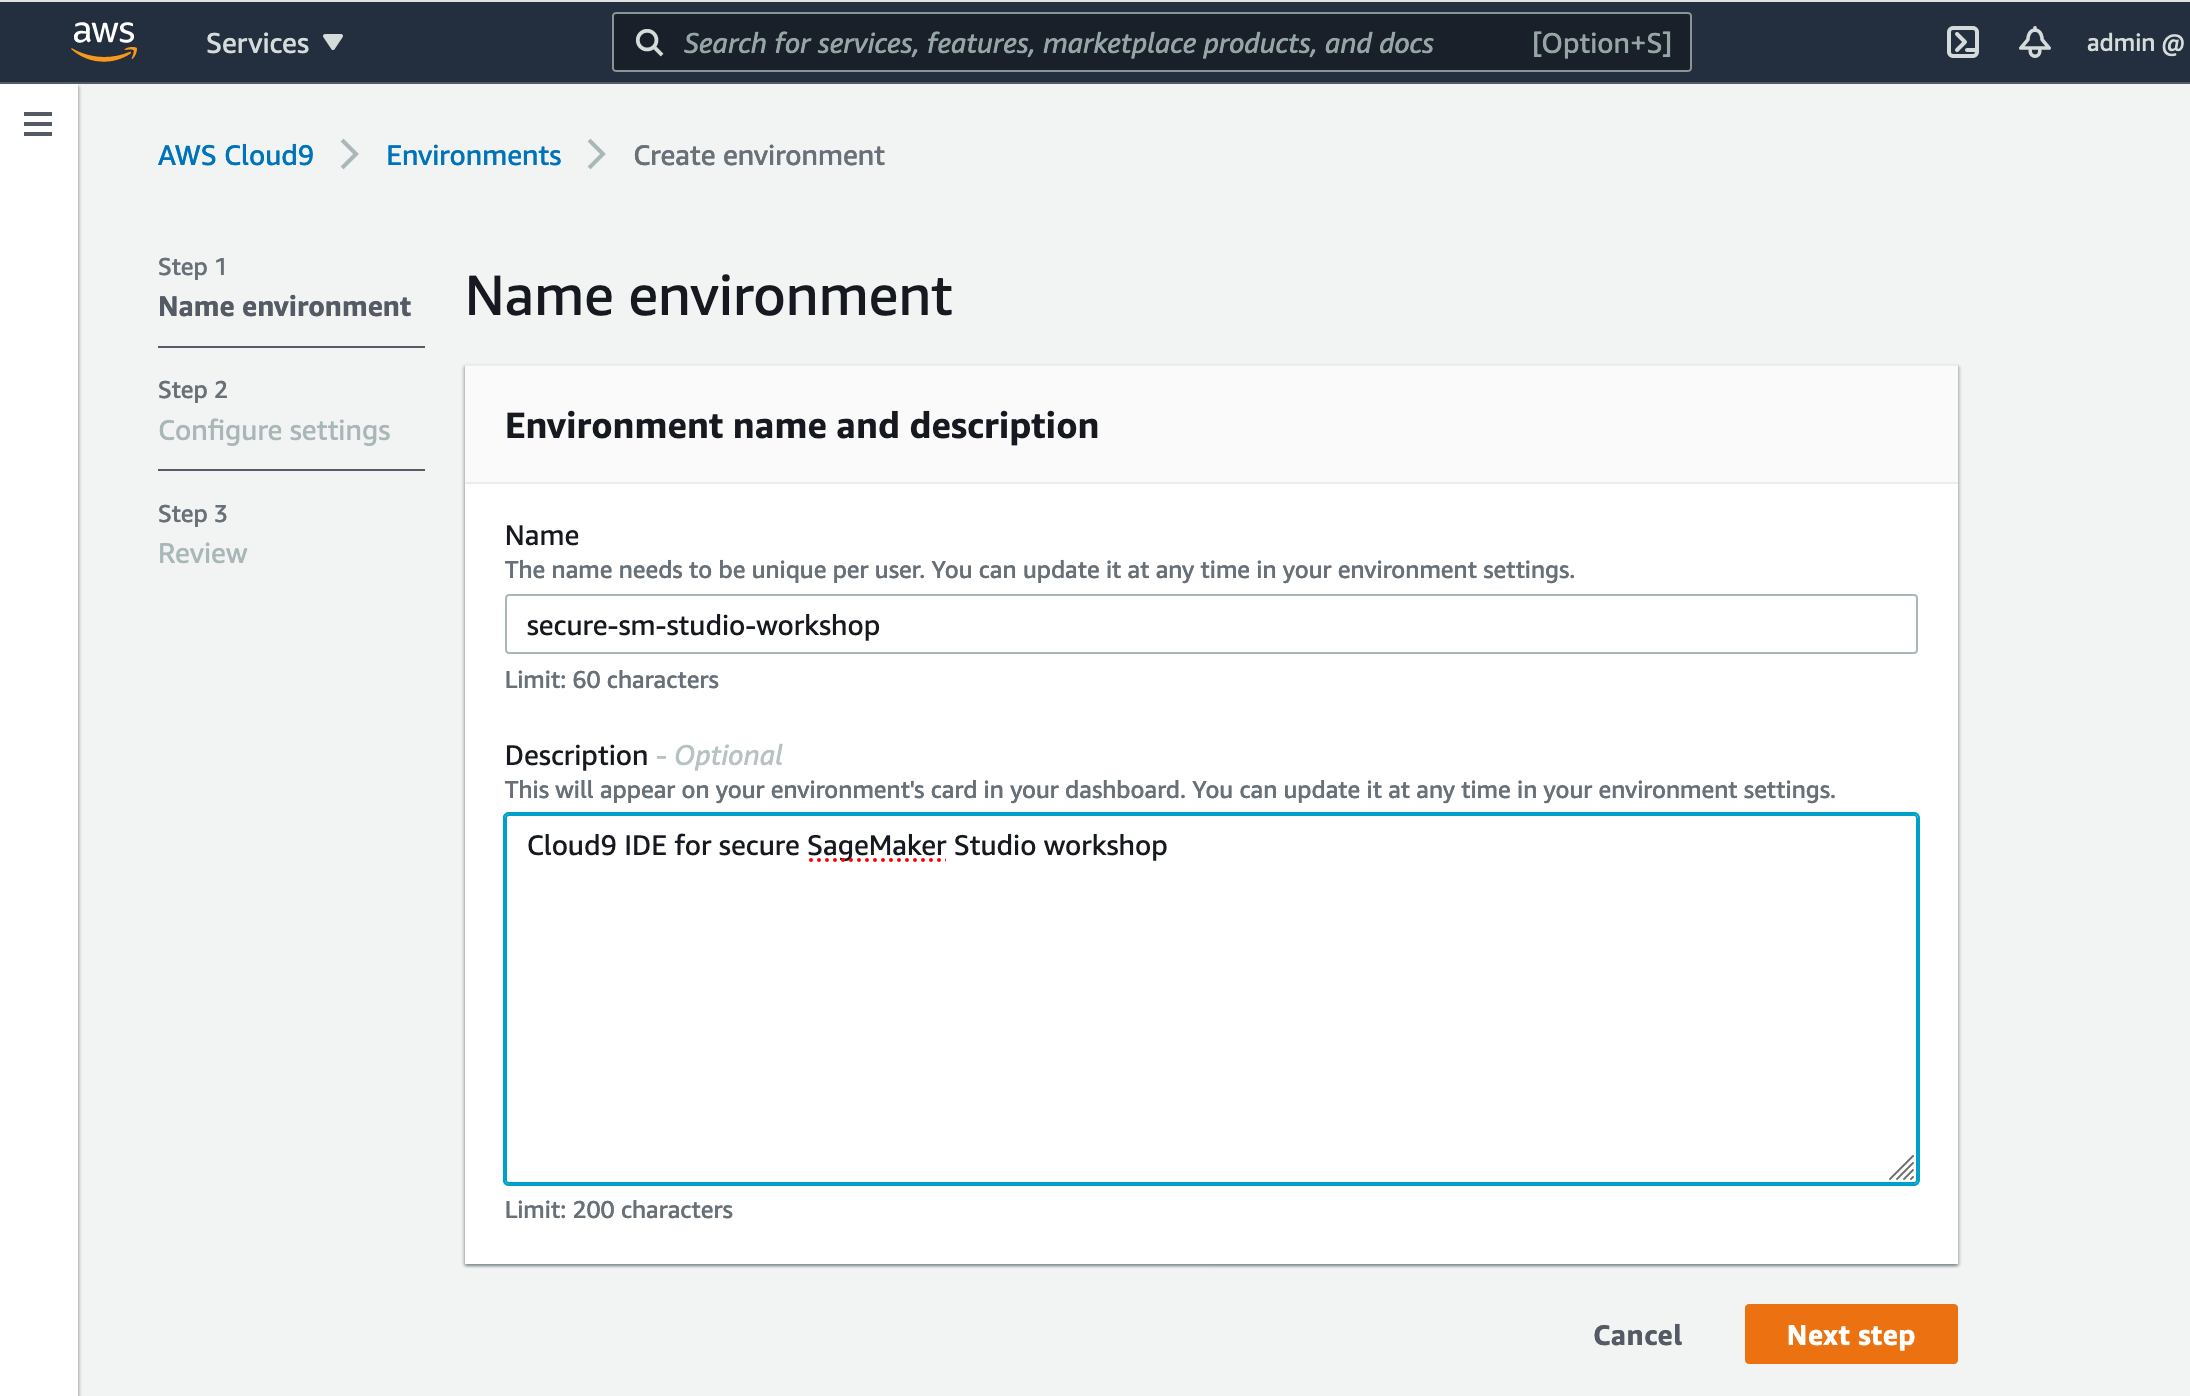 aws Services Search for services, features, marketplace products, and docs [Option+S] admin @
AWS Cloud9 Environments Create environment
Step 1
Name environment
Step 2
Configure settings
Step 3
Review
Name environment
Environment name and description
Name
The name needs to be unique per user. You can update it at any time in your environment settings.
secure-sm-studio-workshop
Limit: 60 characters
Description - Optional
This will appear on your environment's card in your dashboard. You can update it at any time in your environment settings.
Cloud9 IDE for secure SageMaker Studio workshop
Limit: 200 characters
Cancel Next step